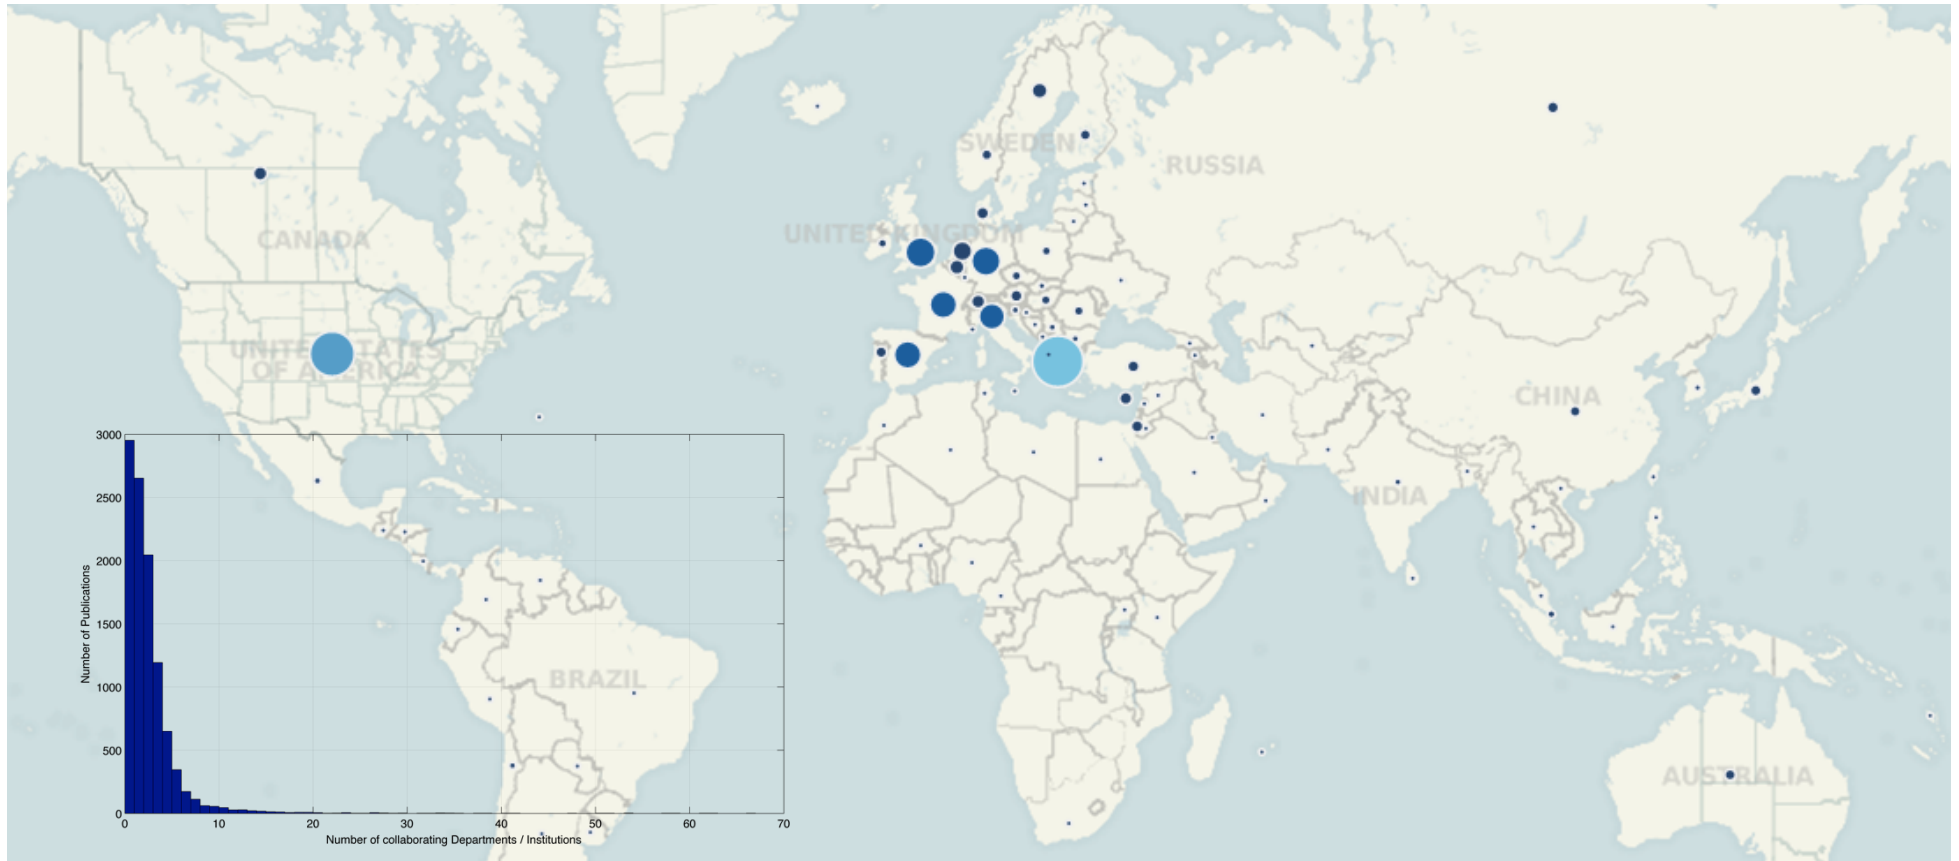 SWEDEN
RUSSIA
UNITED KINGDOM
CANADA
UNITED STATES
OF AMERICA
CHINA
INDIA
BRAZIL
AUSTRALIA
3000
2500
2000
1500
1000
500
0
Number of Publications
0 10 20 30 40 50 60 70
Number of collaborating Departments / Institutions